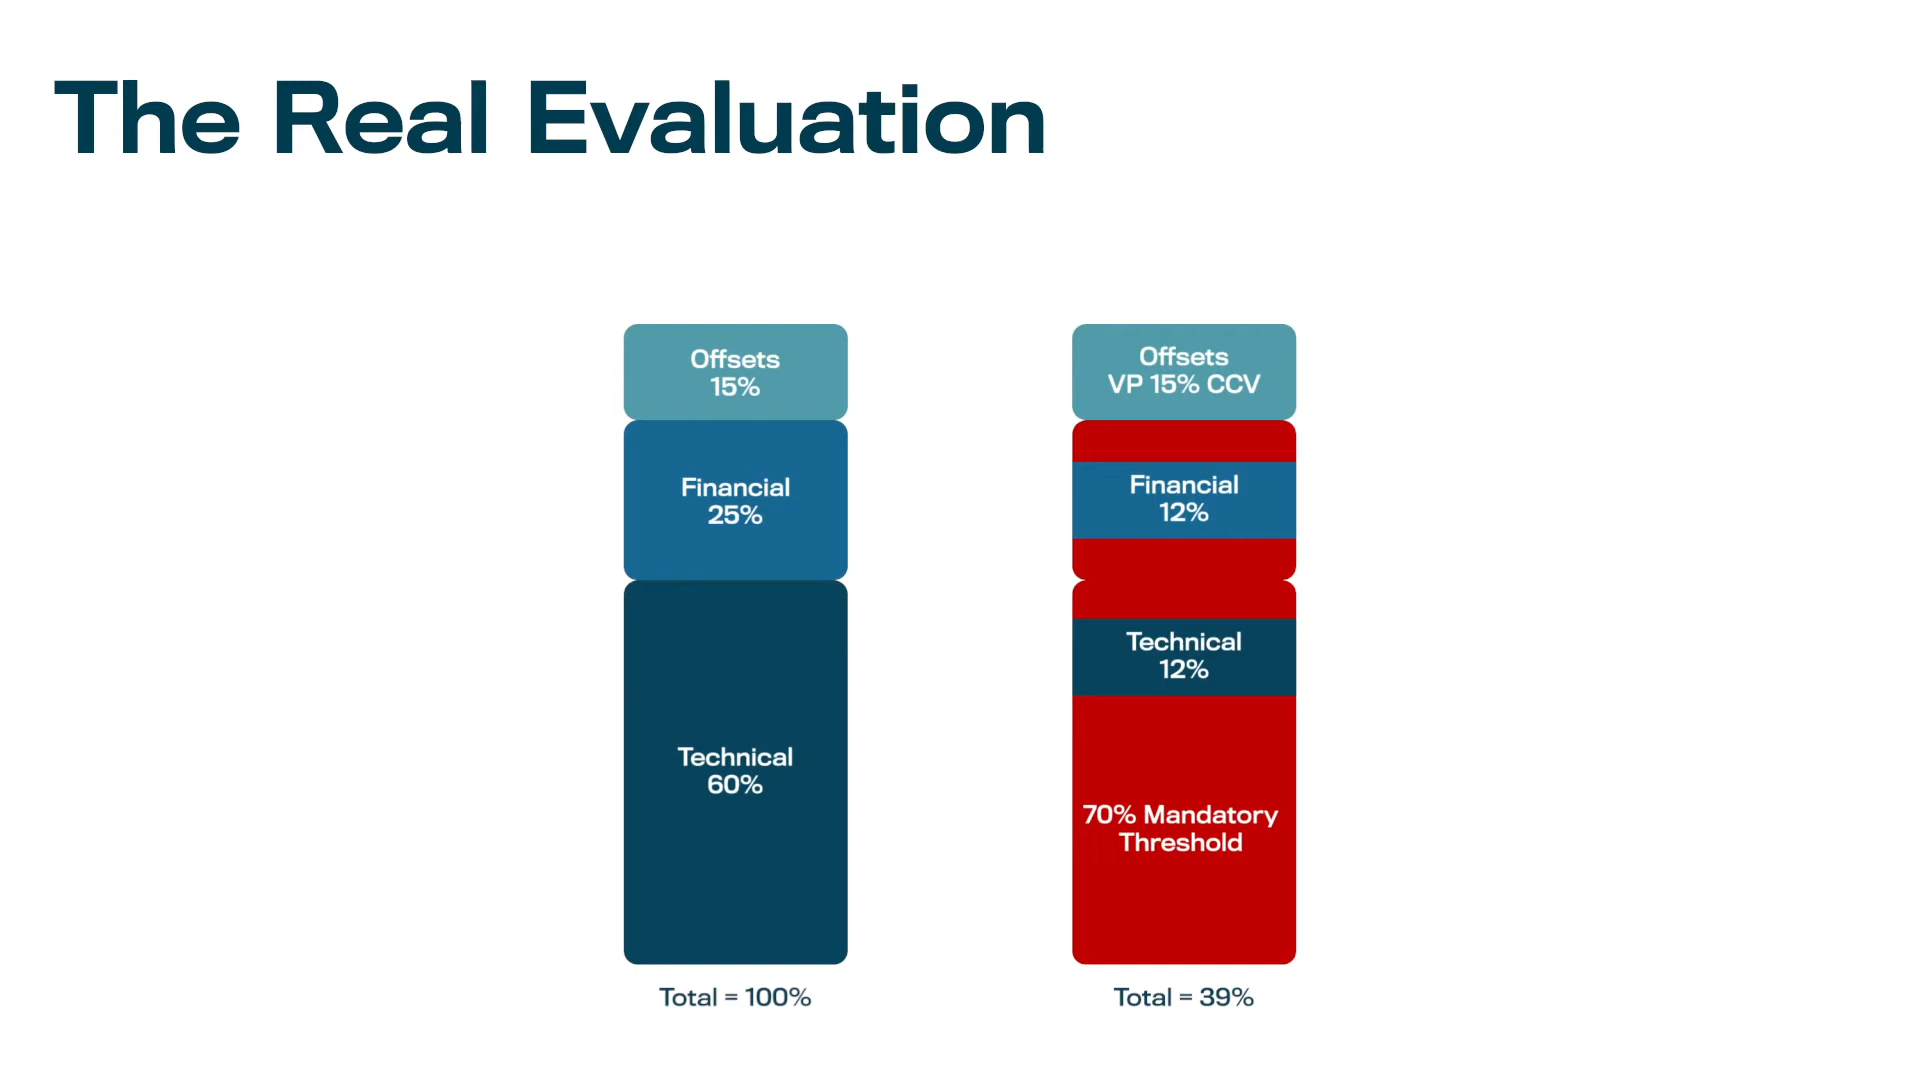 The Real Evaluation
Offsets
15%
Financial
25%
Technical
60%
Total = 100%
Offsets
VP 15% CCV
Financial
12%
Technical
12%
70% Mandatory
Threshold
Total = 39%